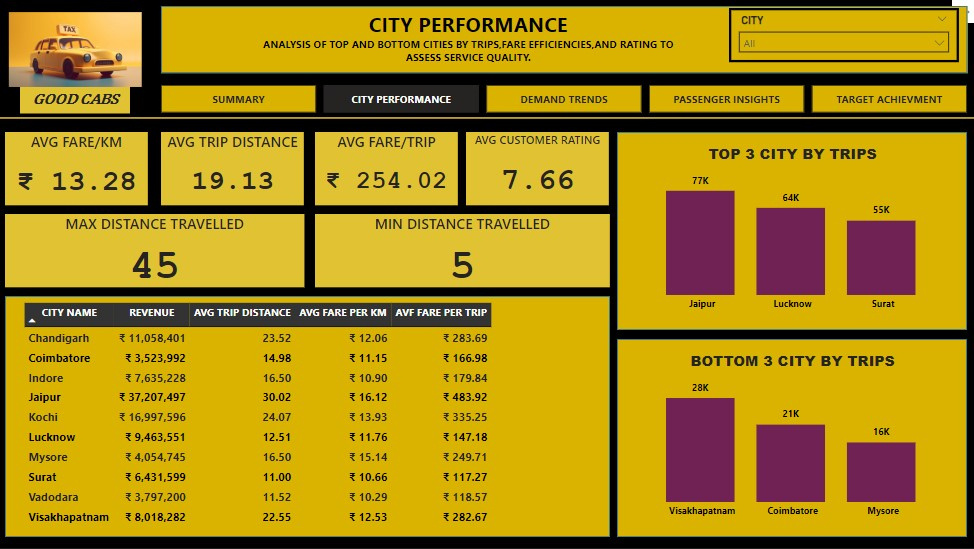 TAXI
GOOD CABS
CITY PERFORMANCE
ANALYSIS OF TOP AND BOTTOM CITIES BY TRIPS,FARE EFFICIENCIES,AND RATING TO
ASSESS SERVICE QUALITY.
CITY
All
SUMMARY
CITY PERFORMANCE
DEMAND TRENDS
PASSENGER INSIGHTS
TARGET ACHIEVMENT
AVG FARE/KM
₹ 13.28
AVG TRIP DISTANCE
19.13
AVG FARE/TRIP
₹ 254.02
AVG CUSTOMER RATING
7.66
MAX DISTANCE TRAVELLED
45
MIN DISTANCE TRAVELLED
5
CITY NAME REVENUE AVG TRIP DISTANCE AVG FARE PER KM AVF FARE PER TRIP
Chandigarh ₹ 11,058,401 23.52 ₹ 12.06 ₹ 283.69
Coimbatore ₹ 3,523,992 14.98 ₹ 11.15 ₹ 166.98
Indore ₹ 7,635,228 16.50 ₹ 10.90 ₹ 179.84
Jaipur ₹ 37,207,497 30.02 ₹ 16.12 ₹ 483.92
Kochi ₹ 16,997,596 24.07 ₹ 13.93 ₹ 335.25
Lucknow ₹ 9,463,551 12.51 ₹ 11.76 ₹ 147.18
Mysore ₹ 4,054,745 16.50 ₹ 15.14 ₹ 249.71
Surat ₹ 6,431,599 11.00 ₹ 10.66 ₹ 117.27
Vadodara ₹ 3,797,200 11.52 ₹ 10.29 ₹ 118.57
Visakhapatnam ₹ 8,018,282 22.55 ₹ 12.53 ₹ 282.67
TOP 3 CITY BY TRIPS
77K
64K
55K
Jaipur Lucknow Surat
BOTTOM 3 CITY BY TRIPS
28K
21K
16K
Visakhapatnam Coimbatore Mysore